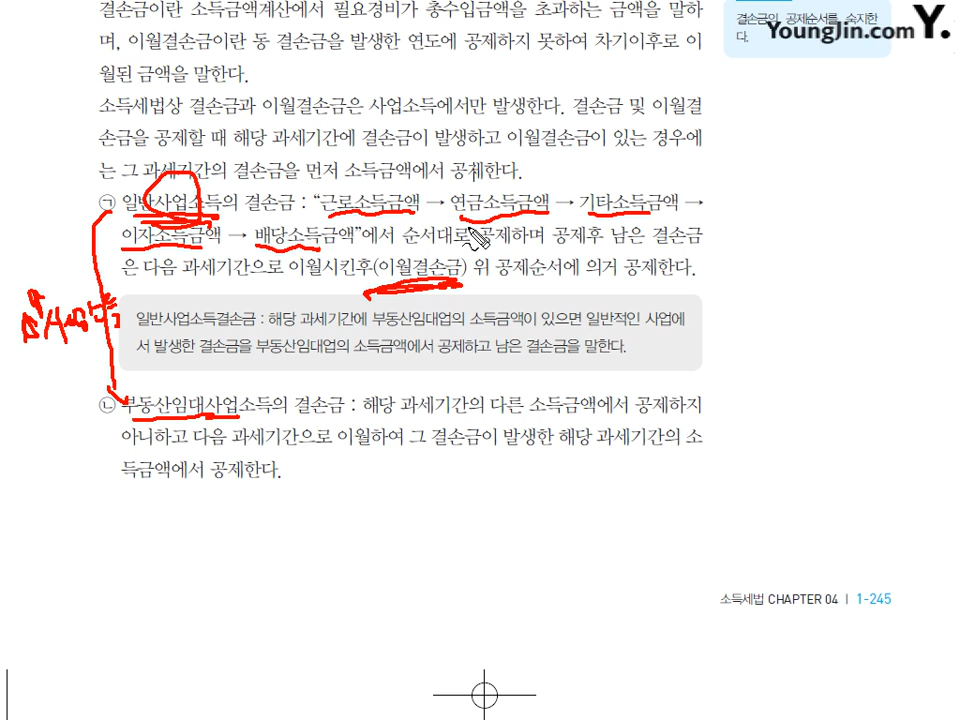 결손금이란 소득금액계산에서 필요경비가 총수입금액을 초과하는 금액을 말하
며, 이월결손금이란 동 결손금을 발생한 연도에 공제하지 못하여 차기이후로 이
월된 금액을 말한다.
소득세법상 결손금과 이월결손금은 사업소득에서만 발생한다. 결손금 및 이월결
손금을 공제할 때 해당 과세기간에 결손금이 발생하고 이월결손금이 있는 경우에
는 그 과세기간의 결손금을 먼저 소득금액에서 공제한다.
㉠ 일반사업소득의 결손금 : “근로소득금액 → 연금소득금액 → 기타소득금액 →
이자소득금액 → 배당소득금액”에서 순서대로 공제하며 공제후 남은 결손금
은 다음 과세기간으로 이월시킨후(이월결손금) 위 공제순서에 의거 공제한다.
일반사업소득결손금 : 해당 과세기간에 부동산임대업의 소득금액이 있으면 일반적인 사업에
서 발생한 결손금을 부동산임대업의 소득금액에서 공제하고 남은 결손금을 말한다.
㉡ 부동산임대사업소득의 결손금 : 해당 과세기간의 다른 소득금액에서 공제하지
아니하고 다음 과세기간으로 이월하여 그 결손금이 발생한 해당 과세기간의 소
득금액에서 공제한다.
결손금의 공제순서를 숙지한
다.
YoungJin.com Y.
소득세법 CHAPTER 04 | 1-245